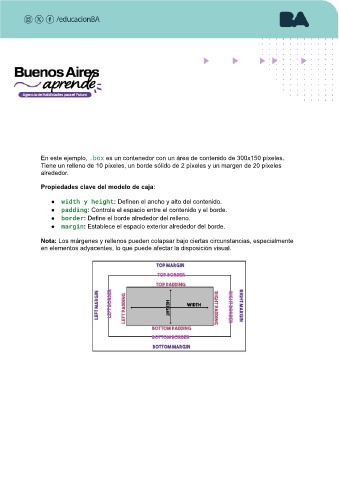 /educacionBA
BA
Buenos Aires
aprende
Agencia de Habilidades para el Futuro
En este ejemplo, .box es un contenedor con un área de contenido de 300x150 píxeles.
Tiene un relleno de 10 píxeles, un borde sólido de 2 píxeles y un margen de 20 píxeles
alrededor.
Propiedades clave del modelo de caja:
● width y height: Definen el ancho y alto del contenido.
● padding: Controla el espacio entre el contenido y el borde.
● border: Define el borde alrededor del relleno.
● margin: Establece el espacio exterior alrededor del borde.
Nota: Los márgenes y rellenos pueden colapsar bajo ciertas circunstancias, especialmente
en elementos adyacentes, lo que puede afectar la disposición visual.
TOP MARGIN
TOP BORDER
TOP PADDING
LEFT MARGIN
LEFT BORDER
LEFT PADDING
HEIGHT
WIDTH
RIGHT PADDING
RIGHT BORDER
RIGHT MARGIN
BOTTOM PADDING
BOTTOM BORDER
BOTTOM MARGIN